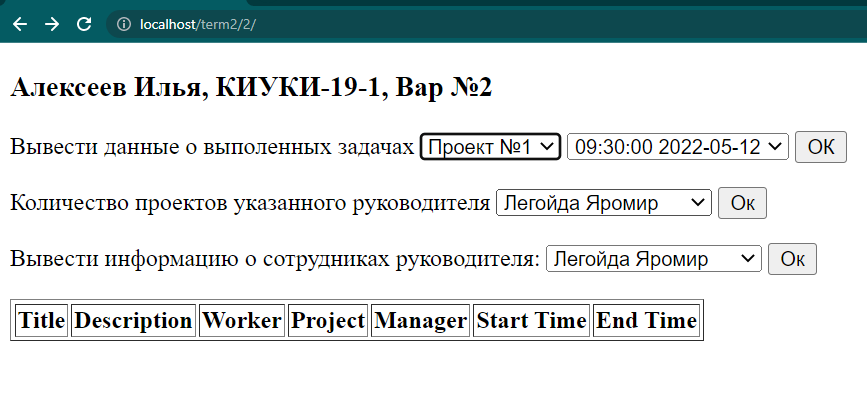 localhost/term2/2/
Алексеев Илья, КИУКИ-19-1, Вар №2
Вывести данные о выполенных задачах Проект №1 09:30:00 2022-05-12 ОК
Количество проектов указанного руководителя Легойда Яромир Ок
Вывести информацию о сотрудниках руководителя: Легойда Яромир Ок
Title Description Worker Project Manager Start Time End Time